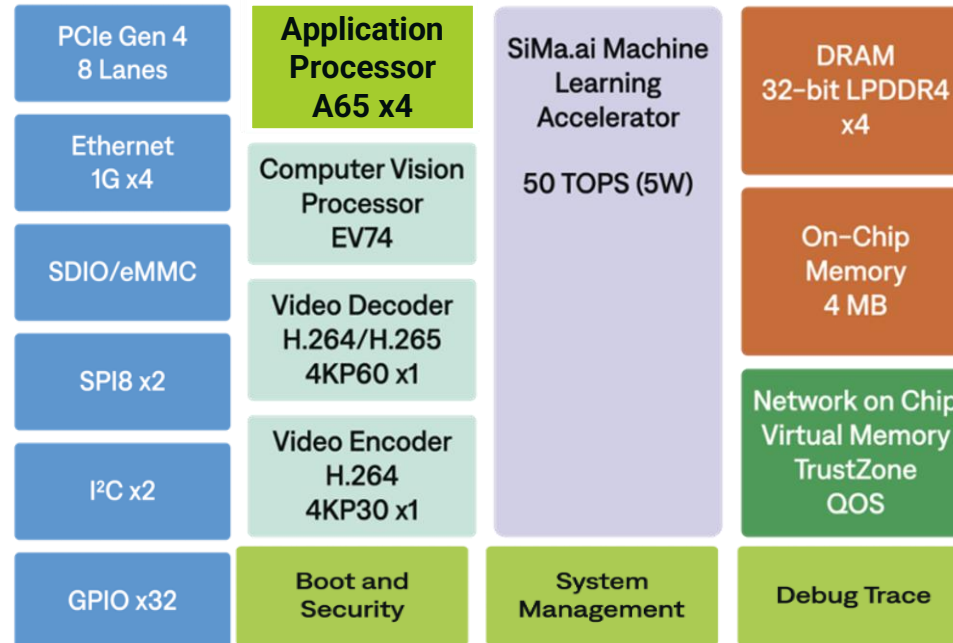 PCIe Gen 4
8 Lanes
Ethernet
1G x4
SDIO/eMMC
SPI8 x2
I²C x2
GPIO x32
Application
Processor
A65 x4
Computer Vision
Processor
EV74
Video Decoder
H.264/H.265
4KP60 x1
Video Encoder
H.264
4KP30 x1
Boot and
Security
SiMa.ai Machine
Learning
Accelerator
50 TOPS (5W)
System
Management
DRAM
32-bit LPDDR4
x4
On-Chip
Memory
4 MB
Network on Chip
Virtual Memory
TrustZone
QOS
Debug Trace